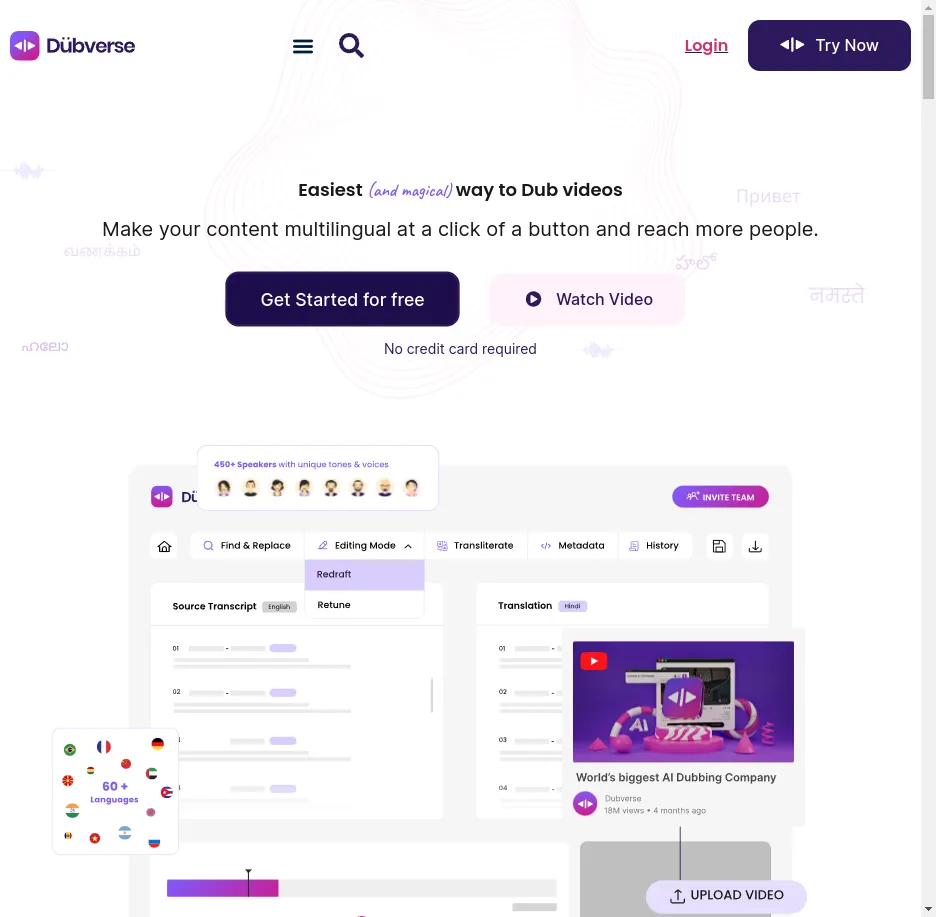 Dübverse
Login
Try Now
Easiest (and magical) way to Dub videos
Привет
Make your content multilingual at a click of a button and reach more people.
வணக்கம்
హలో
Get Started for free
Watch Video
नमस्ते
ഹലോ
No credit card required
450+ Speakers with unique tones & voices
INVITE TEAM
Find & Replace
Editing Mode
Transliterate
Metadata
History
Redraft
Retune
Source Transcript English
Translation Hindi
01
01
02
02
03
04
AI
World's biggest AI Dubbing Company
Dubverse
18M views • 4 months ago
60 +
Languages
UPLOAD VIDEO